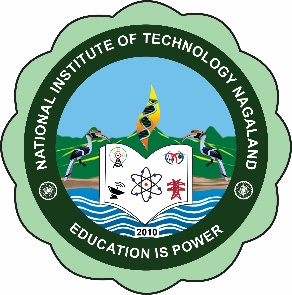 NATIONAL INSTITUTE OF TECHNOLOGY NAGALAND
2010
EDUCATION IS POWER